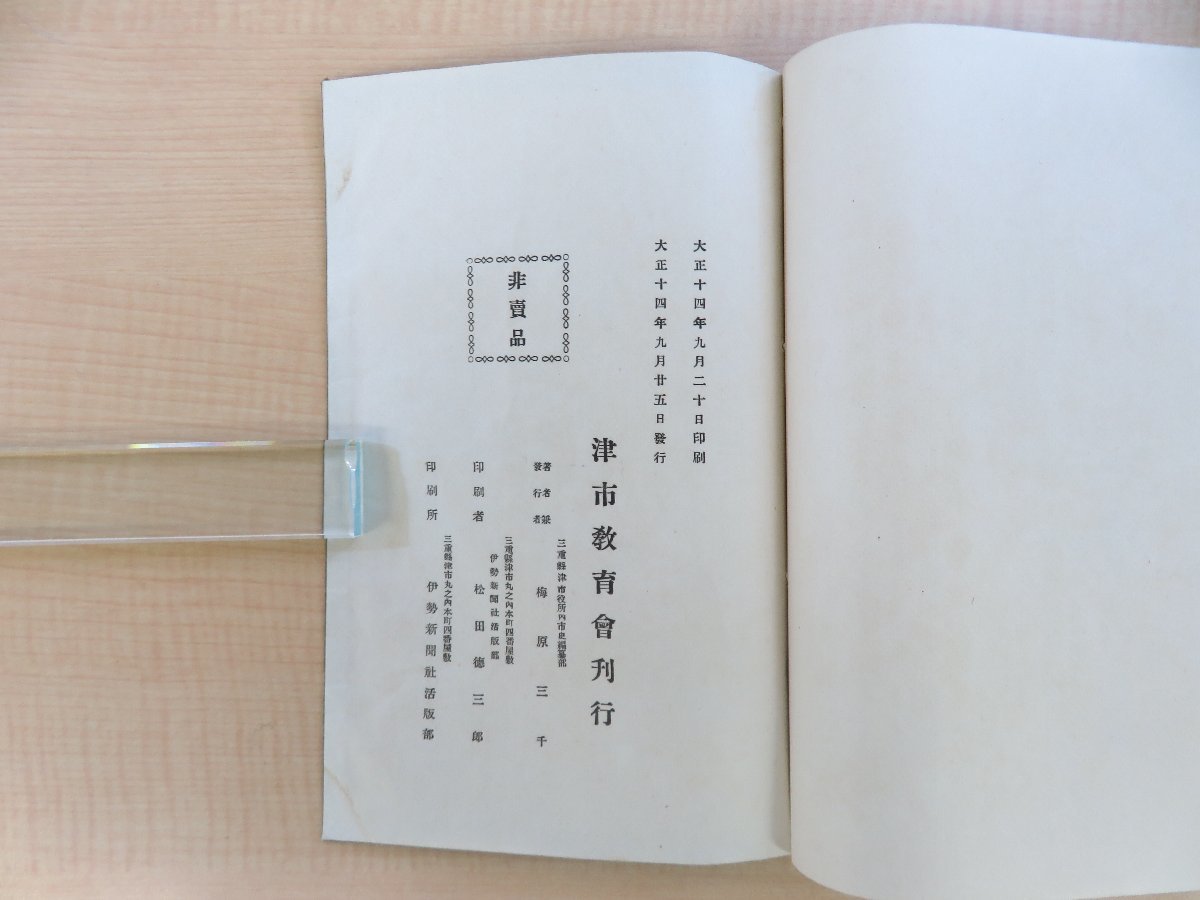 大正十四年九月二十日印刷
大正十四年九月廿五日發行
津市敎育會刊行
非賣品
著者兼
發行者
三重縣津市役所內市史編纂部
梅原三千
印刷者
三重縣津市丸之內本町四番屋敷
伊勢新聞社活版部
松田德三郎
印刷所
三重縣津市丸之內本町四番屋敷
伊勢新聞社活版部